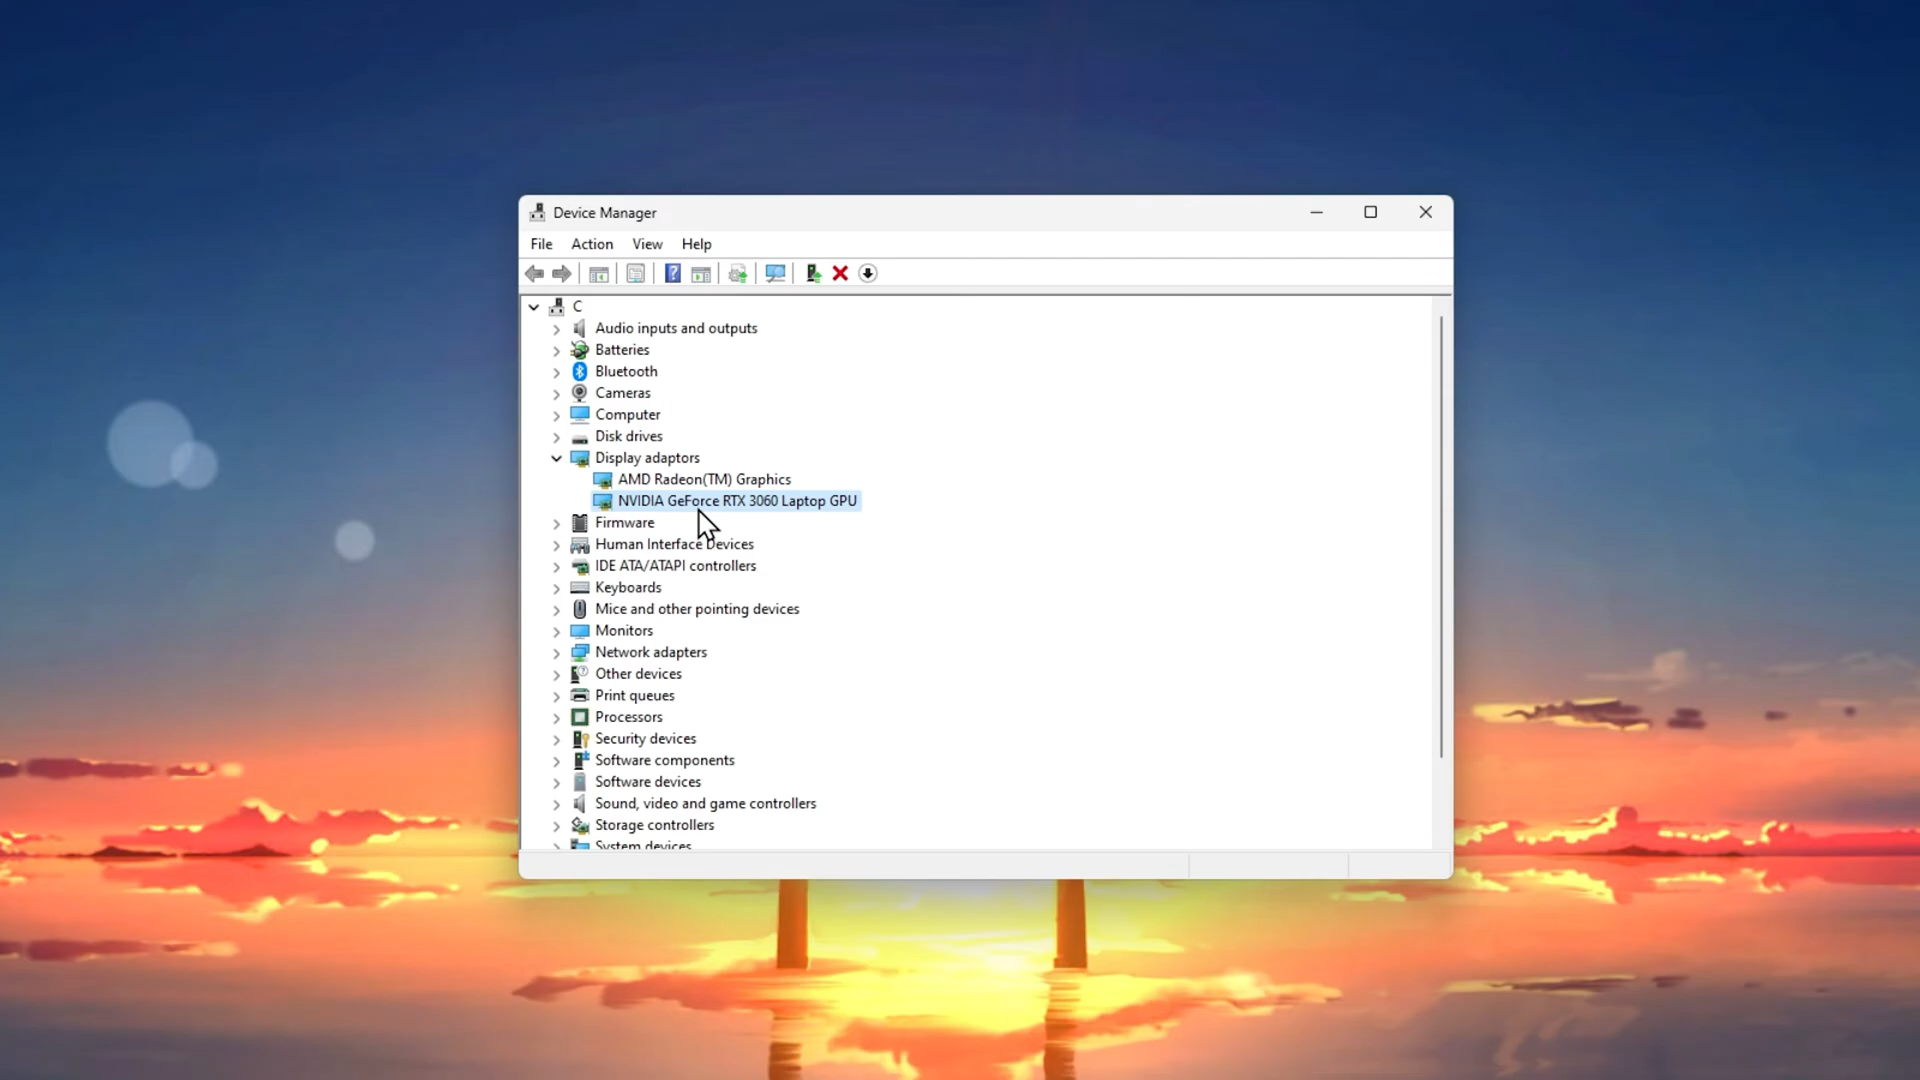 Device Manager
File Action View Help
C
Audio inputs and outputs
Batteries
Bluetooth
Cameras
Computer
Disk drives
Display adaptors
AMD Radeon(TM) Graphics
NVIDIA GeForce RTX 3060 Laptop GPU
Firmware
Human Interface Devices
IDE ATA/ATAPI controllers
Keyboards
Mice and other pointing devices
Monitors
Network adapters
Other devices
Print queues
Processors
Security devices
Software components
Software devices
Sound, video and game controllers
Storage controllers
System devices